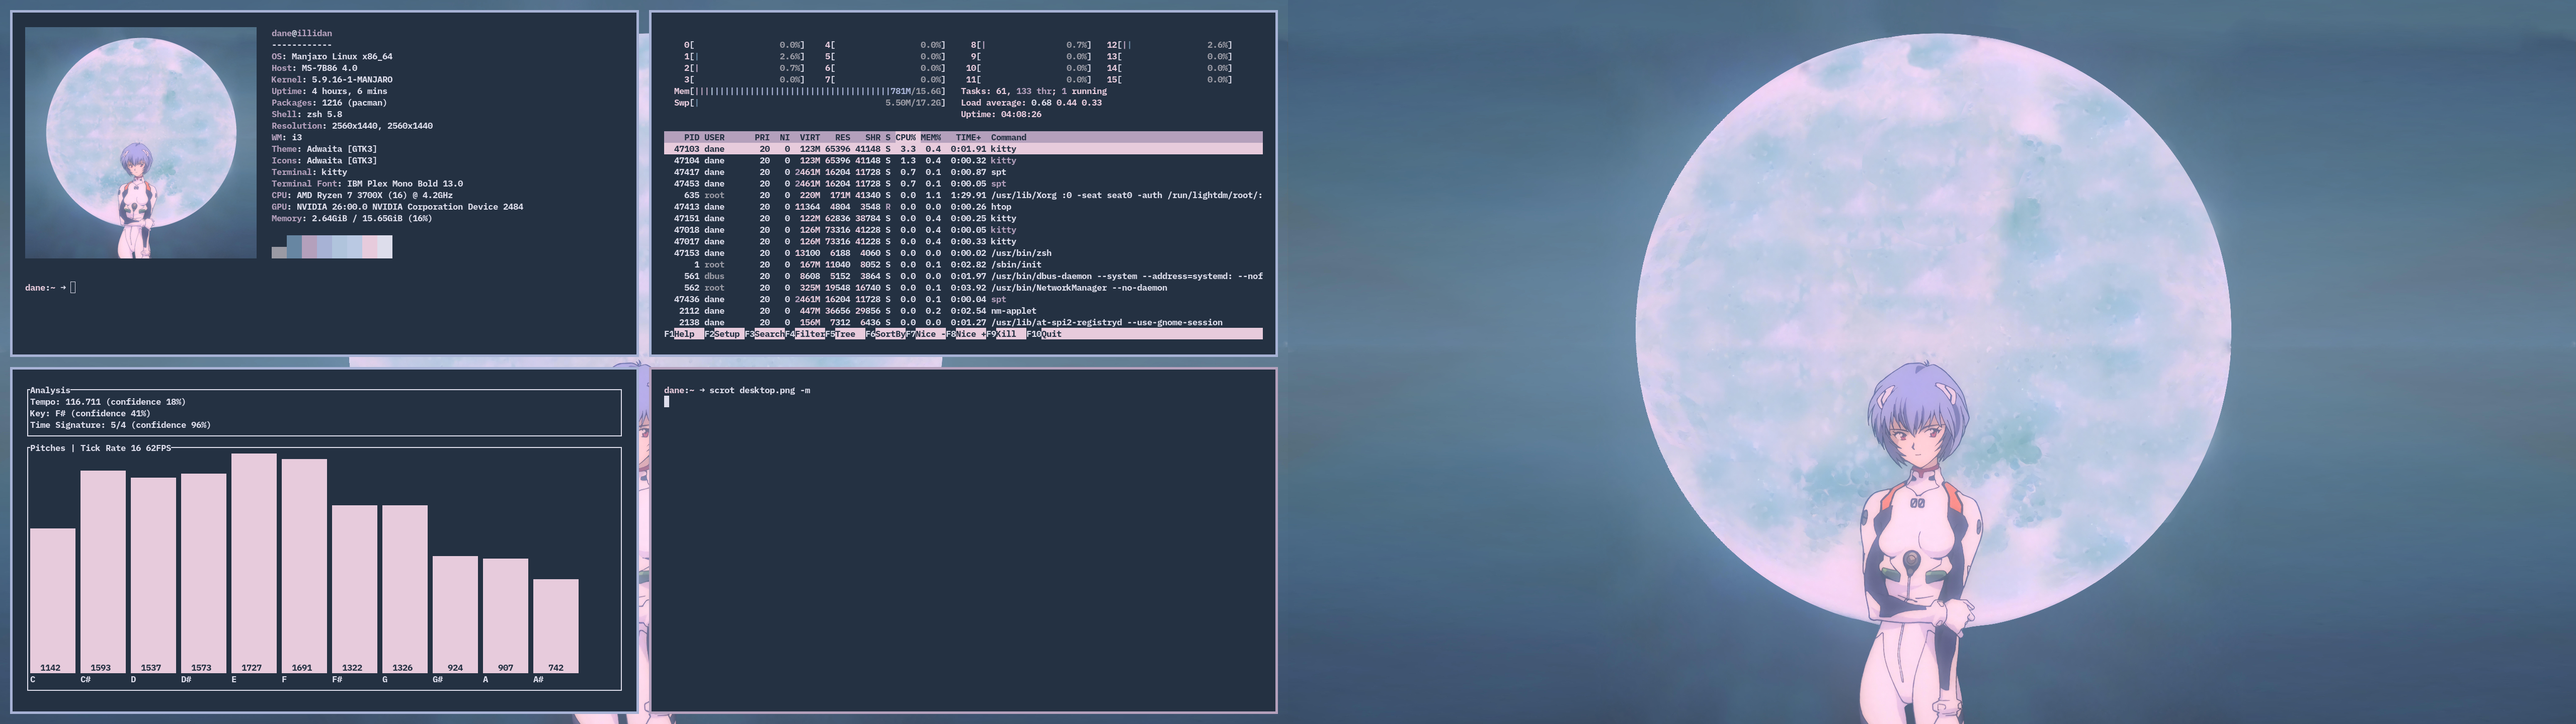 dane@illidan
------------
OS: Manjaro Linux x86_64
Host: MS-7B86 4.0
Kernel: 5.9.16-1-MANJARO
Uptime: 4 hours, 6 mins
Packages: 1216 (pacman)
Shell: zsh 5.8
Resolution: 2560x1440, 2560x1440
WM: i3
Theme: Adwaita [GTK3]
Icons: Adwaita [GTK3]
Terminal: kitty
Terminal Font: IBM Plex Mono Bold 13.0
CPU: AMD Ryzen 7 3700X (16) @ 4.2GHz
GPU: NVIDIA 26:00.0 NVIDIA Corporation Device 2484
Memory: 2.64GiB / 15.65GiB (16%)
dane:~ →
0[ 0.0%] 4[ 0.0%] 8[| 0.7%] 12[|| 2.6%]
1[| 2.6%] 5[ 0.0%] 9[ 0.0%] 13[ 0.0%]
2[| 0.7%] 6[ 0.0%] 10[ 0.0%] 14[ 0.0%]
3[ 0.0%] 7[ 0.0%] 11[ 0.0%] 15[ 0.0%]
Mem[|||||||||||||||||||||||||||||||||||||||781M/15.6G] Tasks: 61, 133 thr; 1 running
Swp[| 5.50M/17.2G] Load average: 0.68 0.44 0.33
Uptime: 04:08:26
PID USER PRI NI VIRT RES SHR S CPU% MEM% TIME+ Command
47103 dane 20 0 123M 65396 41148 S 3.3 0.4 0:01.91 kitty
47104 dane 20 0 123M 65396 41148 S 1.3 0.4 0:00.32 kitty
47417 dane 20 0 2461M 16204 11728 S 0.7 0.1 0:00.87 spt
47453 dane 20 0 2461M 16204 11728 S 0.7 0.1 0:00.05 spt
635 root 20 0 220M 171M 41340 S 0.0 1.1 1:29.91 /usr/lib/Xorg :0 -seat seat0 -auth /run/lightdm/root/:
47413 dane 20 0 11364 4804 3548 R 0.0 0.0 0:00.26 htop
47151 dane 20 0 122M 62836 38784 S 0.0 0.4 0:00.25 kitty
47018 dane 20 0 126M 73316 41228 S 0.0 0.4 0:00.05 kitty
47017 dane 20 0 126M 73316 41228 S 0.0 0.4 0:00.33 kitty
47153 dane 20 0 13100 6188 4060 S 0.0 0.0 0:00.02 /usr/bin/zsh
1 root 20 0 167M 11040 8052 S 0.0 0.1 0:02.82 /sbin/init
561 dbus 20 0 8608 5152 3864 S 0.0 0.0 0:01.97 /usr/bin/dbus-daemon --system --address=systemd: --nof
562 root 20 0 325M 19548 16740 S 0.0 0.1 0:03.92 /usr/bin/NetworkManager --no-daemon
47436 dane 20 0 2461M 16204 11728 S 0.0 0.1 0:00.04 spt
2112 dane 20 0 447M 36656 29856 S 0.0 0.2 0:02.54 nm-applet
2138 dane 20 0 156M 7312 6436 S 0.0 0.0 0:01.27 /usr/lib/at-spi2-registryd --use-gnome-session
F1Help F2Setup F3SearchF4FilterF5Tree F6SortByF7Nice -F8Nice +F9Kill F10Quit
Analysis
Tempo: 116.711 (confidence 18%)
Key: F# (confidence 41%)
Time Signature: 5/4 (confidence 96%)
Pitches | Tick Rate 16 62FPS
1142 1593 1537 1573 1727 1691 1322 1326 924 907 742
C C# D D# E F F# G G# A A#
dane:~ → scrot desktop.png -m
00